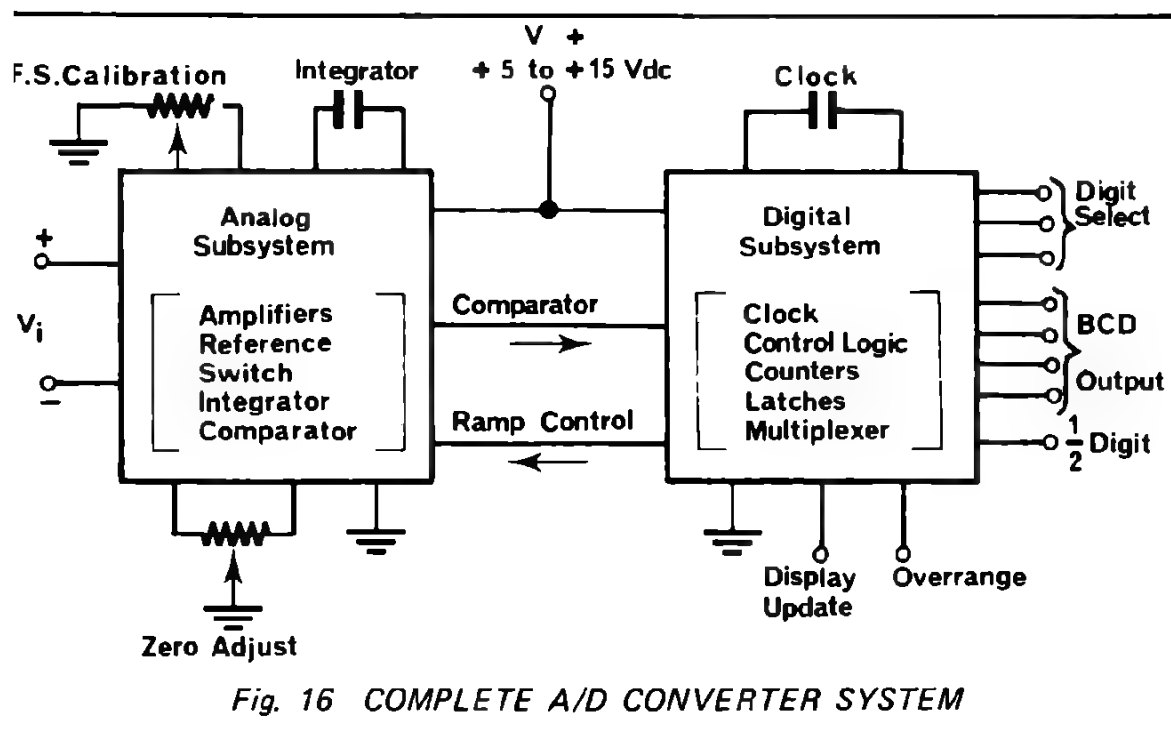 V +
+ 5 to +15 Vdc
F.S.Calibration
Integrator
Clock
Analog
Subsystem
Amplifiers
Reference
Switch
Integrator
Comparator
+
Vi
−
Comparator
Ramp Control
Digital
Subsystem
Clock
Control Logic
Counters
Latches
Multiplexer
Digit
Select
BCD
Output
1/2 Digit
Zero Adjust
Display
Update
Overrange
Fig. 16 COMPLETE A/D CONVERTER SYSTEM